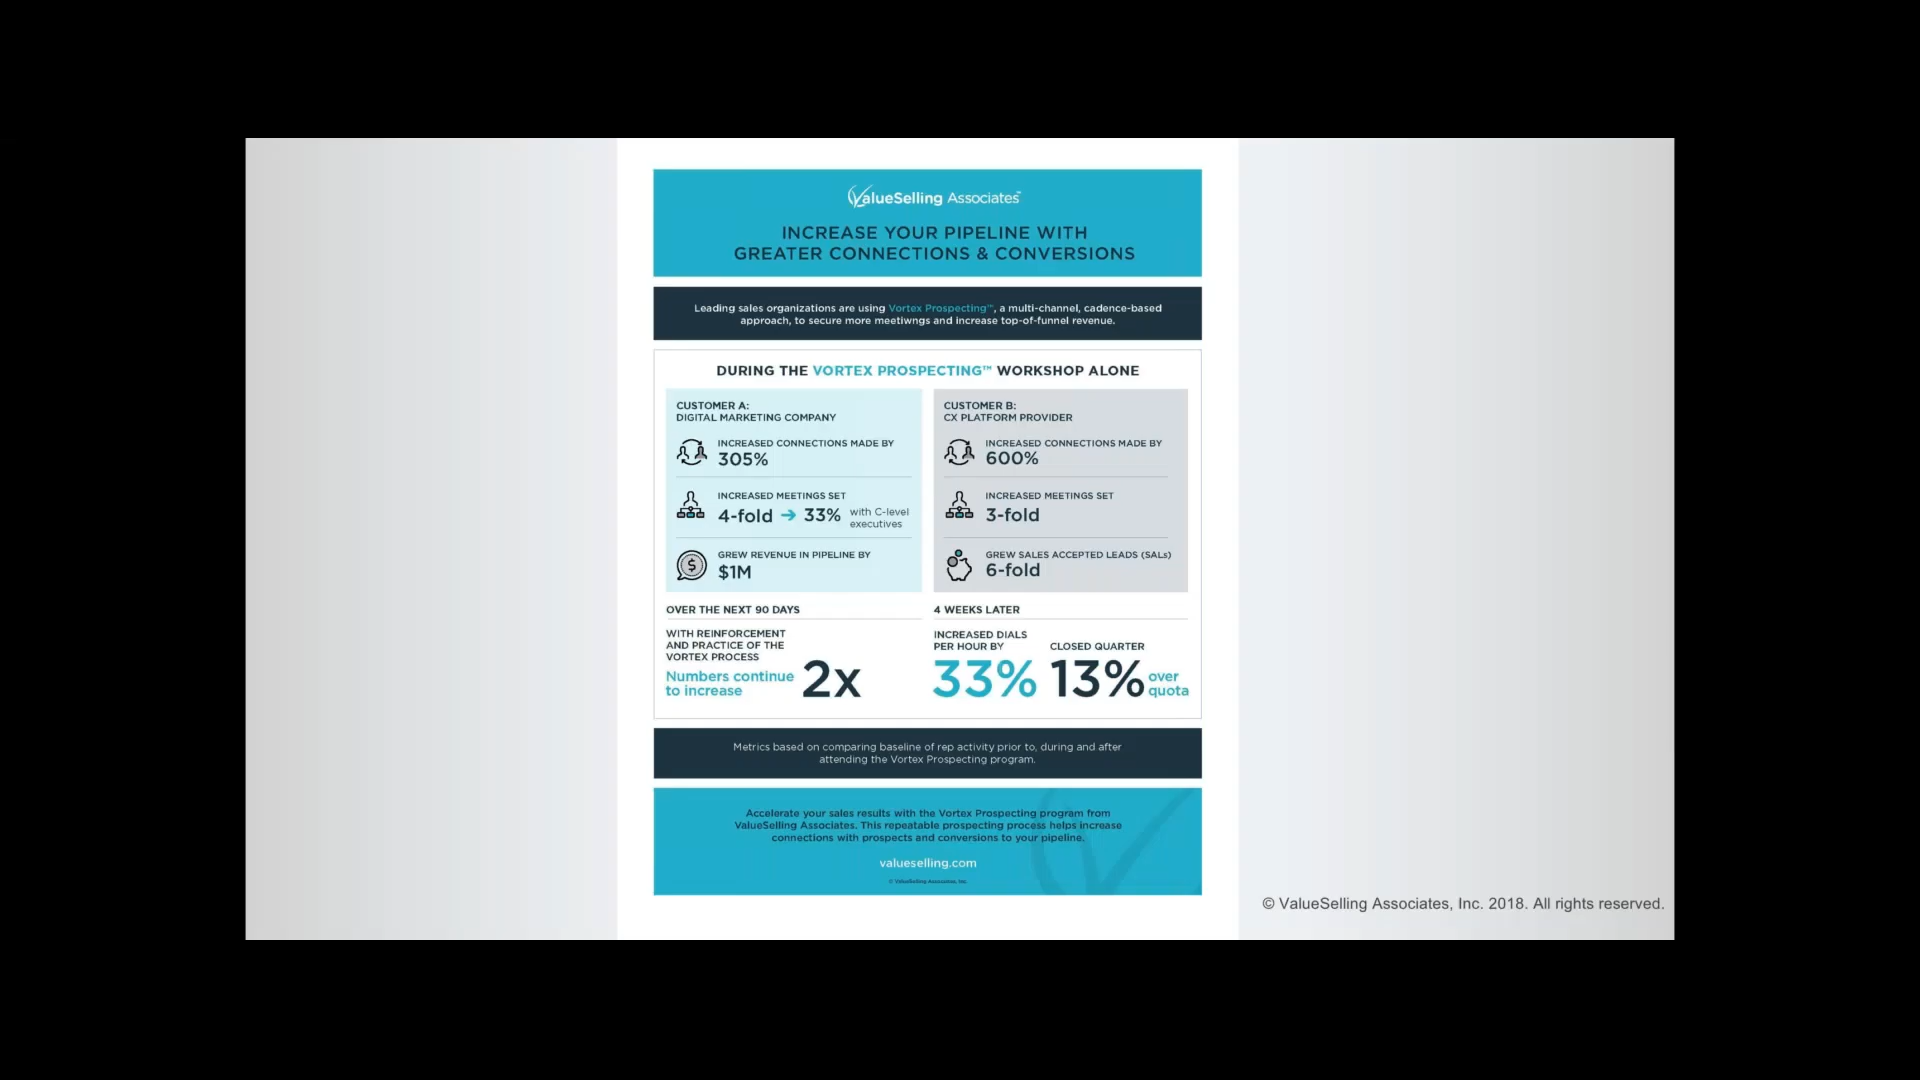 ValueSelling Associates™
INCREASE YOUR PIPELINE WITH
GREATER CONNECTIONS & CONVERSIONS
Leading sales organizations are using Vortex Prospecting™, a multi-channel, cadence-based
approach, to secure more meetiwngs and increase top-of-funnel revenue.
DURING THE VORTEX PROSPECTING™ WORKSHOP ALONE
CUSTOMER A:
DIGITAL MARKETING COMPANY
INCREASED CONNECTIONS MADE BY
305%
INCREASED MEETINGS SET
4-fold ➔ 33% with C-level
executives
GREW REVENUE IN PIPELINE BY
$1M
CUSTOMER B:
CX PLATFORM PROVIDER
INCREASED CONNECTIONS MADE BY
600%
INCREASED MEETINGS SET
3-fold
GREW SALES ACCEPTED LEADS (SALs)
6-fold
OVER THE NEXT 90 DAYS
WITH REINFORCEMENT
AND PRACTICE OF THE
VORTEX PROCESS
Numbers continue
to increase
2x
4 WEEKS LATER
INCREASED DIALS
PER HOUR BY
33%
CLOSED QUARTER
13% over
quota
Metrics based on comparing baseline of rep activity prior to, during and after
attending the Vortex Prospecting program.
Accelerate your sales results with the Vortex Prospecting program from
ValueSelling Associates. This repeatable prospecting process helps increase
connections with prospects and conversions to your pipeline.
valueselling.com
© ValueSelling Associates, Inc.
© ValueSelling Associates, Inc. 2018. All rights reserved.